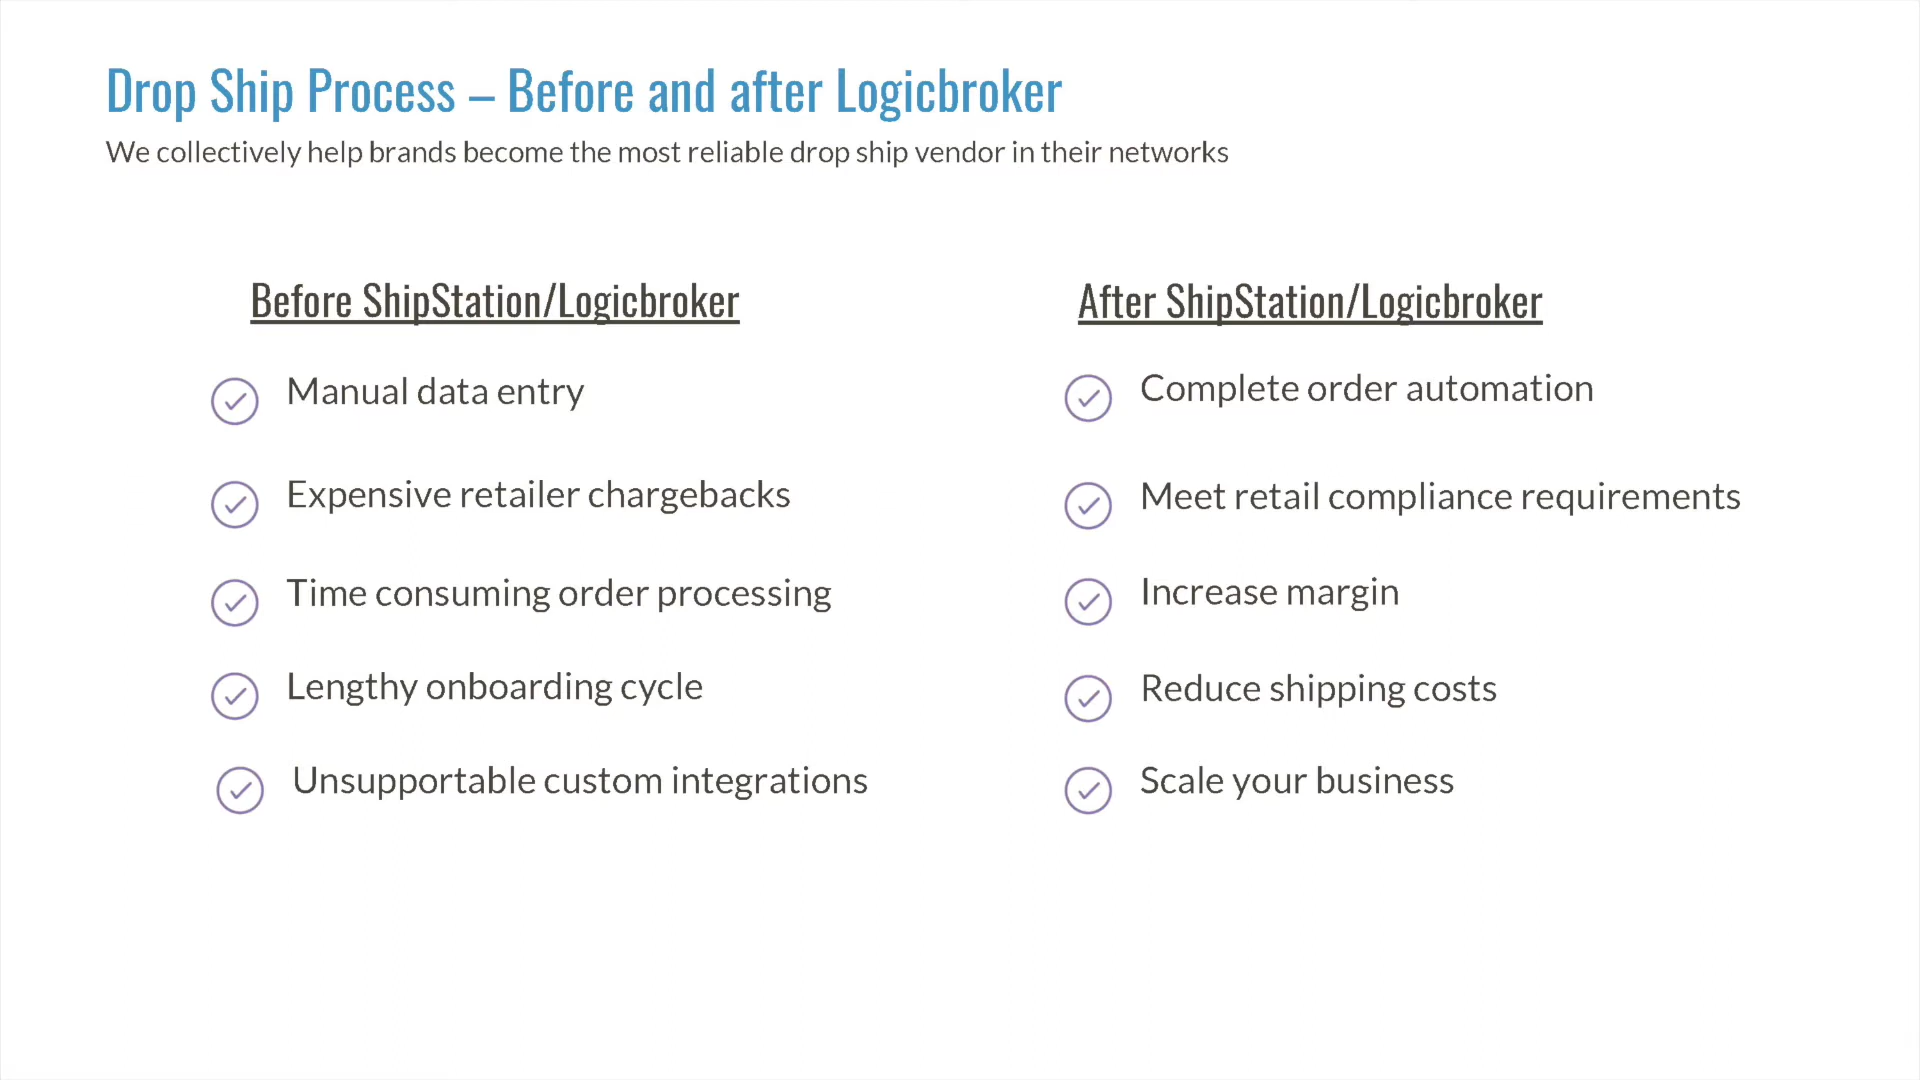 Drop Ship Process – Before and after Logicbroker
We collectively help brands become the most reliable drop ship vendor in their networks
Before ShipStation/Logicbroker
Manual data entry
Expensive retailer chargebacks
Time consuming order processing
Lengthy onboarding cycle
Unsupportable custom integrations
After ShipStation/Logicbroker
Complete order automation
Meet retail compliance requirements
Increase margin
Reduce shipping costs
Scale your business